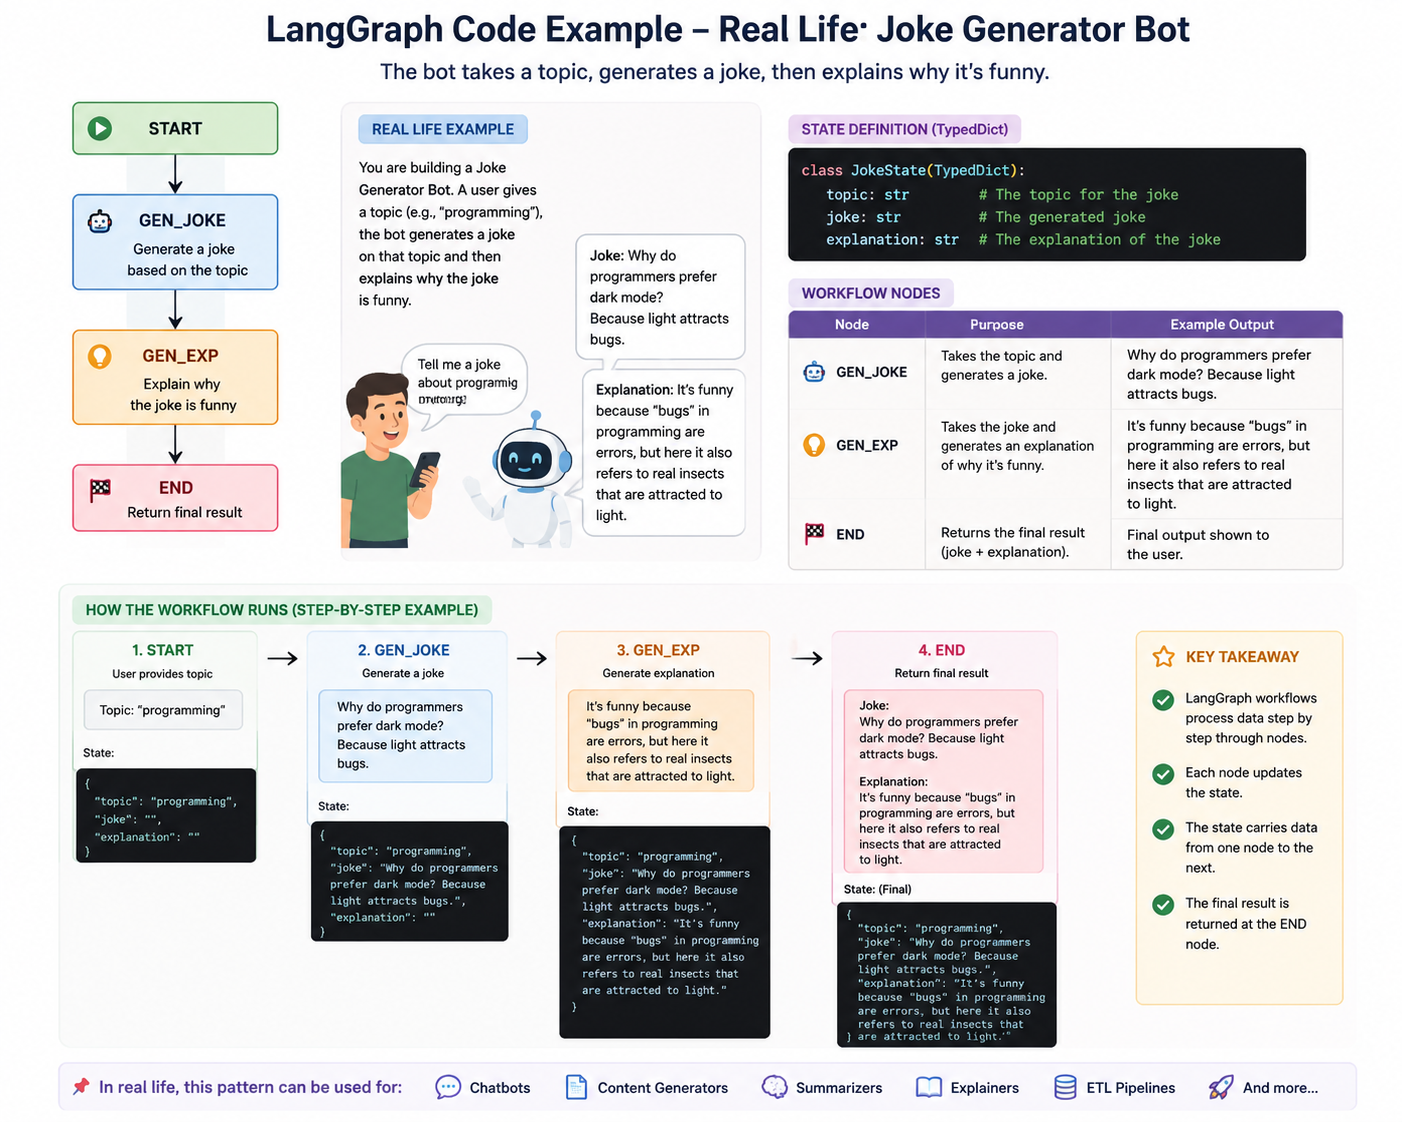 LangGraph Code Example – Real Life: Joke Generator Bot
The bot takes a topic, generates a joke, then explains why it's funny.
START
GEN_JOKE
Generate a joke
based on the topic
GEN_EXP
Explain why
the joke is funny
END
Return final result
REAL LIFE EXAMPLE
You are building a Joke
Generator Bot. A user gives
a topic (e.g., “programming”),
the bot generates a joke
on that topic and then
explains why the joke
is funny.
Tell me a joke
about programmig
Joke: Why do
programmers prefer
dark mode?
Because light attracts
bugs.
Explanation: It's funny
because “bugs” in
programming are
errors, but here it also
refers to real insects
that are attracted to
light.
STATE DEFINITION (TypedDict)
class JokeState(TypedDict):
topic: str # The topic for the joke
joke: str # The generated joke
explanation: str # The explanation of the joke
WORKFLOW NODES
Node Purpose Example Output
GEN_JOKE
Takes the topic and
generates a joke.
Why do programmers prefer
dark mode? Because light
attracts bugs.
GEN_EXP
Takes the joke and
generates an explanation
of why it's funny.
It's funny because “bugs” in
programming are errors, but
here it also refers to real
insects that are attracted
to light.
END
Returns the final result
(joke + explanation).
Final output shown to
the user.
HOW THE WORKFLOW RUNS (STEP-BY-STEP EXAMPLE)
1. START
User provides topic
Topic: “programming”
State:
{
"topic": "programming",
"joke": "",
"explanation": ""
}
2. GEN_JOKE
Generate a joke
Why do programmers
prefer dark mode?
Because light attracts
bugs.
State:
{
"topic": "programming",
"joke": "Why do programmers
prefer dark mode? Because
light attracts bugs.",
"explanation": ""
}
3. GEN_EXP
Generate explanation
It's funny because
“bugs” in programming
are errors, but here it
also refers to real insects
that are attracted to light.
State:
{
"topic": "programming",
"joke": "Why do programmers
prefer dark mode? Because
light attracts bugs.",
"explanation": "It's funny
because "bugs" in programming
are errors, but here it also
refers to real insects that
are attracted to light."
}
4. END
Return final result
Joke:
Why do programmers prefer
dark mode? Because light
attracts bugs.
Explanation:
It's funny because “bugs” in
programming are errors, but
here it also refers to real
insects that are attracted
to light.
State: (Final)
{
"topic": "programming",
"joke": "Why do programmers
prefer dark mode? Because
light attracts bugs.",
"explanation": "It's funny
because "bugs" in programming
are errors, but here it also
refers to real insects that
} are attracted to light."
KEY TAKEAWAY
LangGraph workflows
process data step by
step through nodes.
Each node updates
the state.
The state carries data
from one node to the
next.
The final result is
returned at the END
node.
In real life, this pattern can be used for:
Chatbots
Content Generators
Summarizers
Explainers
ETL Pipelines
And more...